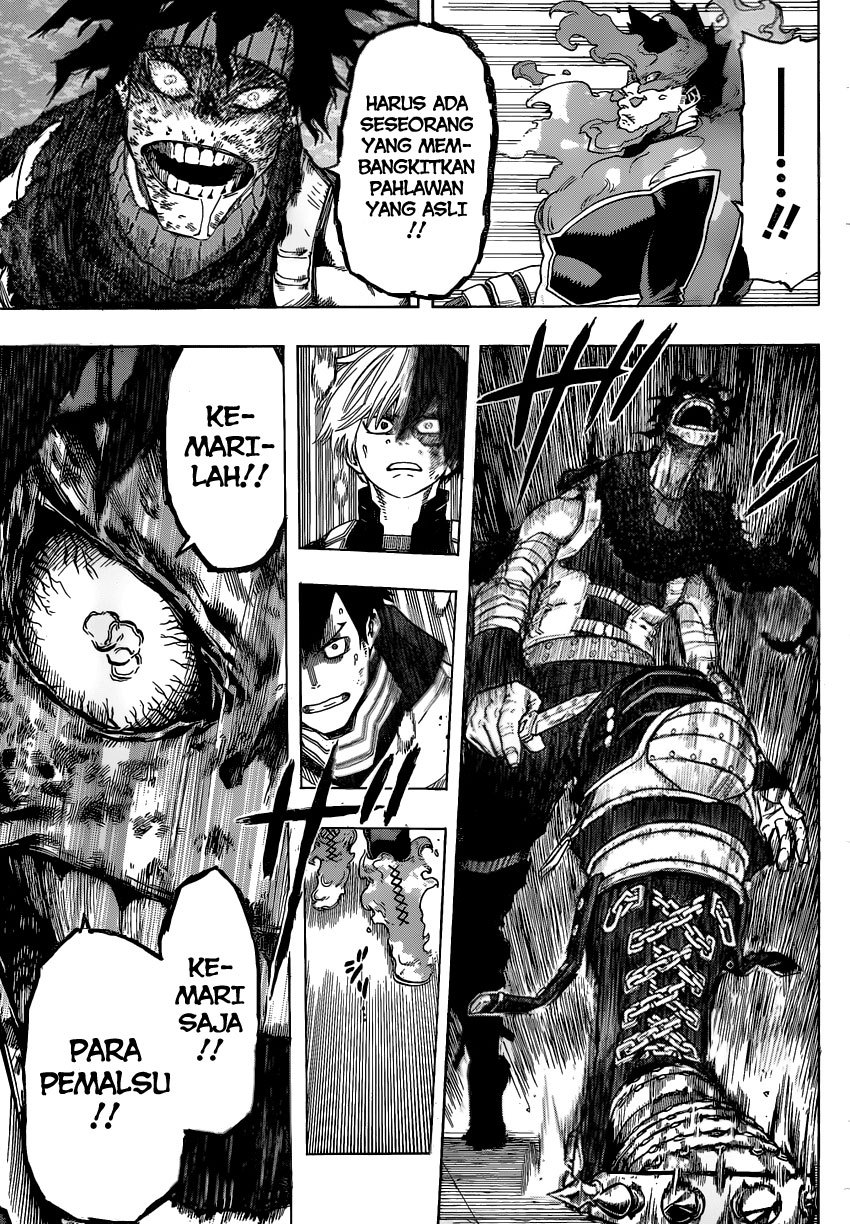 ……!!
HARUS ADA
SESEORANG
YANG MEM-
BANGKITKAN
PAHLAWAN
YANG ASLI
!!
KE-
MARI-
LAH!!
KE-
MARI
SAJA
!!
PARA
PEMALSU
!!